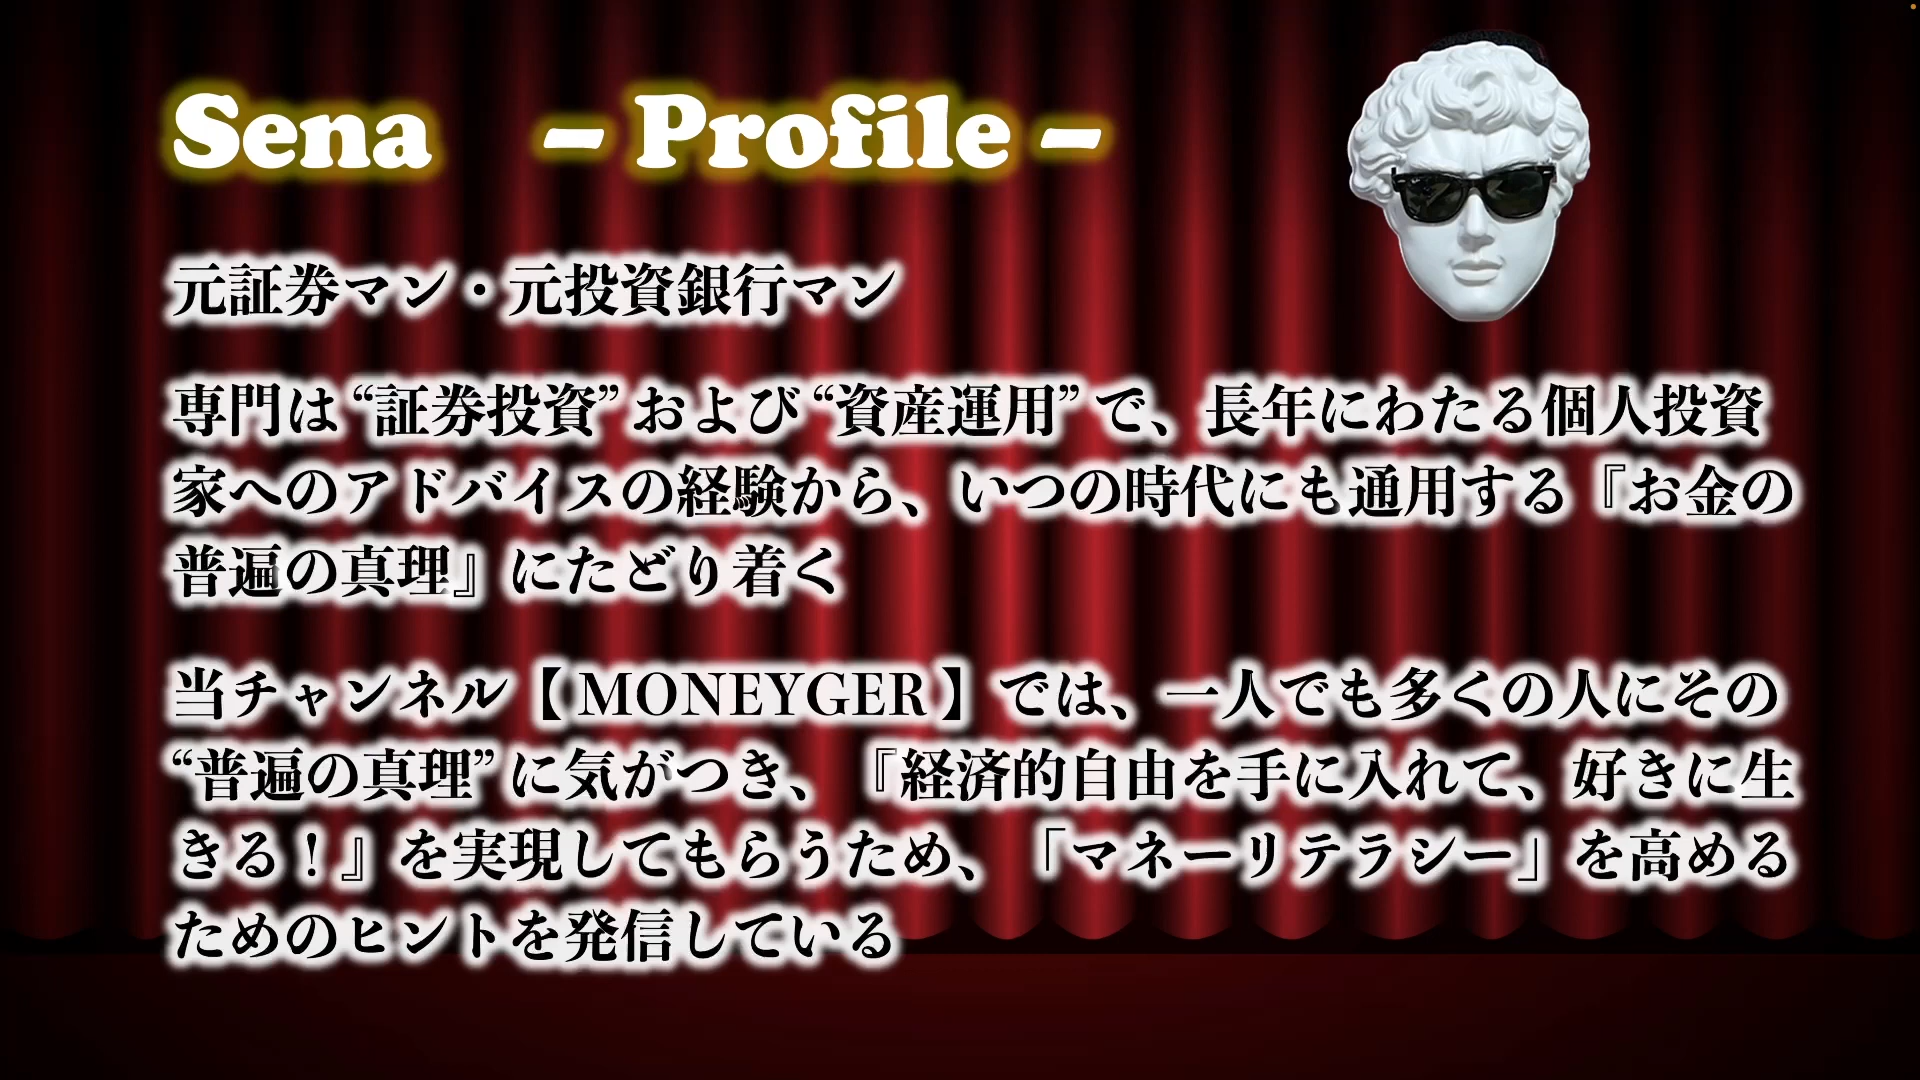 Sena　– Profile –
元証券マン・元投資銀行マン
専門は“証券投資”および“資産運用”で、長年にわたる個人投資
家へのアドバイスの経験から、いつの時代にも通用する『お金の
普遍の真理』にたどり着く
当チャンネル【MONEYGER】では、一人でも多くの人にその
“普遍の真理”に気がつき、『経済的自由を手に入れて、好きに生
きる！』を実現してもらうため、「マネーリテラシー」を高める
ためのヒントを発信している